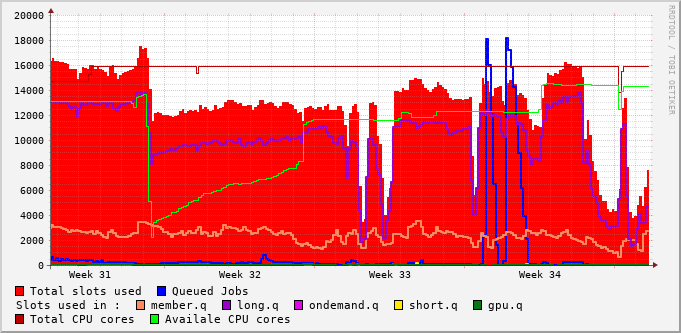 20000
18000
16000
14000
12000
10000
8000
6000
4000
2000
0
Week 31 Week 32 Week 33 Week 34
Total slots used Queued Jobs
Slots used in : member.q long.q ondemand.q short.q gpu.q
Total CPU cores Availale CPU cores
RRDTOOL / TOBI OETIKER